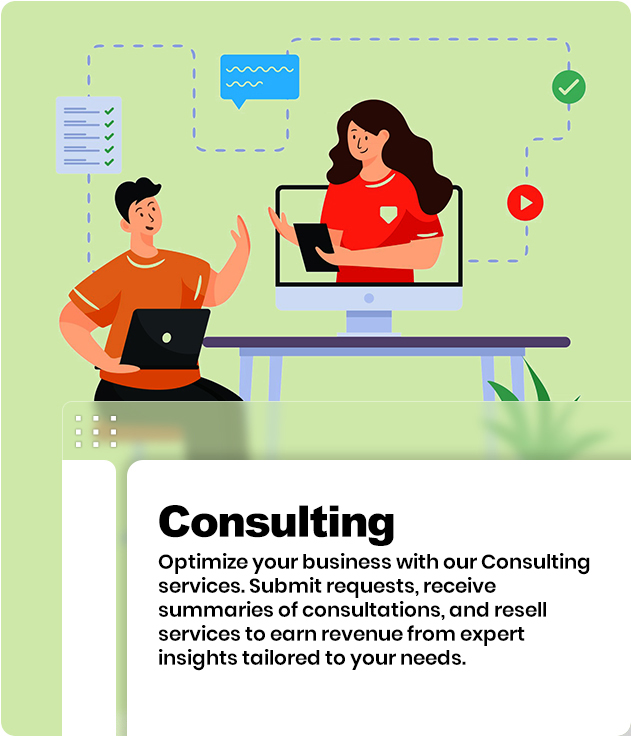 Consulting
Optimize your business with our Consulting
services. Submit requests, receive
summaries of consultations, and resell
services to earn revenue from expert
insights tailored to your needs.